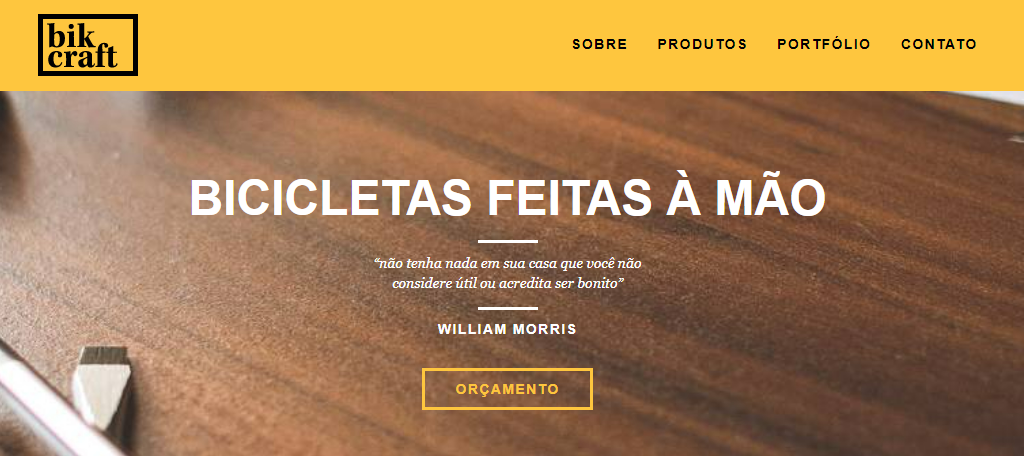 bik
craft
SOBRE PRODUTOS PORTFÓLIO CONTATO
BICICLETAS FEITAS À MÃO
“não tenha nada em sua casa que você não
considere útil ou acredita ser bonito”
WILLIAM MORRIS
ORÇAMENTO